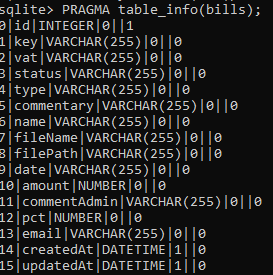 sqlite> PRAGMA table_info(bills);
0|id|INTEGER|0||1
1|key|VARCHAR(255)|0||0
2|vat|VARCHAR(255)|0||0
3|status|VARCHAR(255)|0||0
4|type|VARCHAR(255)|0||0
5|commentary|VARCHAR(255)|0||0
6|name|VARCHAR(255)|0||0
7|fileName|VARCHAR(255)|0||0
8|filePath|VARCHAR(255)|0||0
9|date|VARCHAR(255)|0||0
10|amount|NUMBER|0||0
11|commentAdmin|VARCHAR(255)|0||0
12|pct|NUMBER|0||0
13|email|VARCHAR(255)|0||0
14|createdAt|DATETIME|1||0
15|updatedAt|DATETIME|1||0